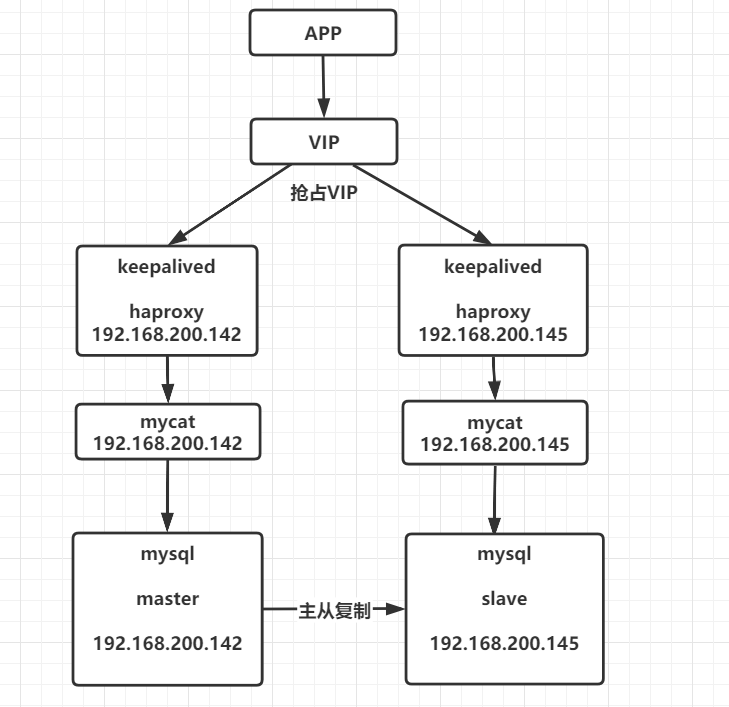 APP
VIP
抢占VIP
keepalived
haproxy
192.168.200.142
keepalived
haproxy
192.168.200.145
mycat
192.168.200.142
mycat
192.168.200.145
mysql
master
192.168.200.142
主从复制
mysql
slave
192.168.200.145